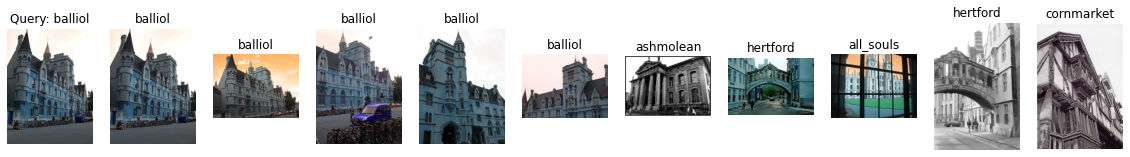 Query: balliol
balliol
balliol
balliol
balliol
balliol
ashmolean
hertford
all_souls
hertford
cornmarket